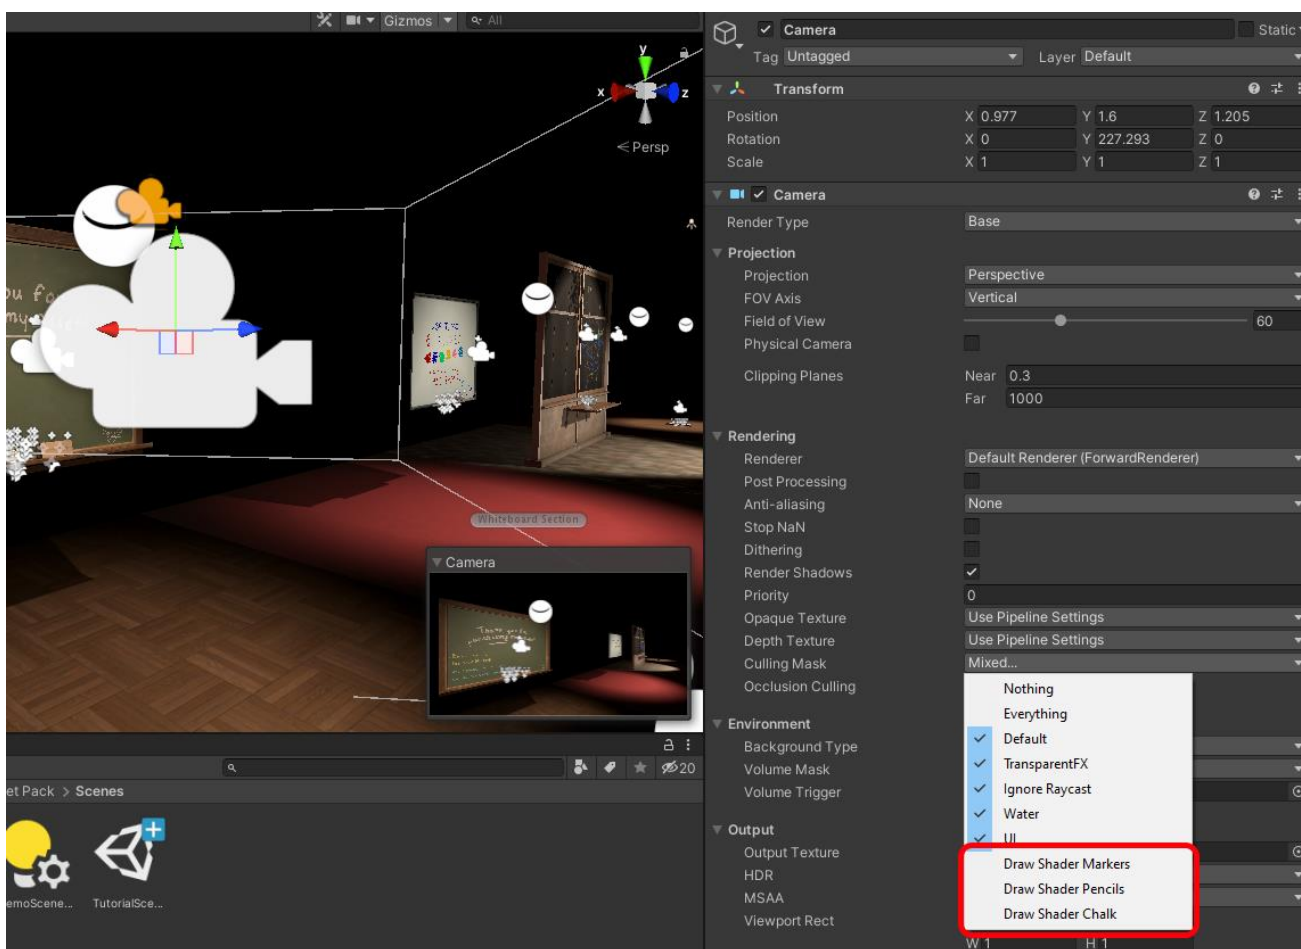 Gizmos All
y
x z
Persp
Whiteboard Section
Camera
20
et Pack > Scenes
emoScene... TutorialSce...
Camera Static
Tag Untagged Layer Default
Transform
Position X 0.977 Y 1.6 Z 1.205
Rotation X 0 Y 227.293 Z 0
Scale X 1 Y 1 Z 1
Camera
Render Type Base
Projection
Projection Perspective
FOV Axis Vertical
Field of View 60
Physical Camera
Clipping Planes Near 0.3
Far 1000
Rendering
Renderer Default Renderer (ForwardRenderer)
Post Processing
Anti-aliasing None
Stop NaN
Dithering
Render Shadows
Priority 0
Opaque Texture Use Pipeline Settings
Depth Texture Use Pipeline Settings
Culling Mask Mixed...
Occlusion Culling
Nothing
Everything
Default
TransparentFX
Ignore Raycast
Water
UI
Draw Shader Markers
Draw Shader Pencils
Draw Shader Chalk
Environment
Background Type
Volume Mask
Volume Trigger
Output
Output Texture
HDR
MSAA
Viewport Rect
W 1 H 1